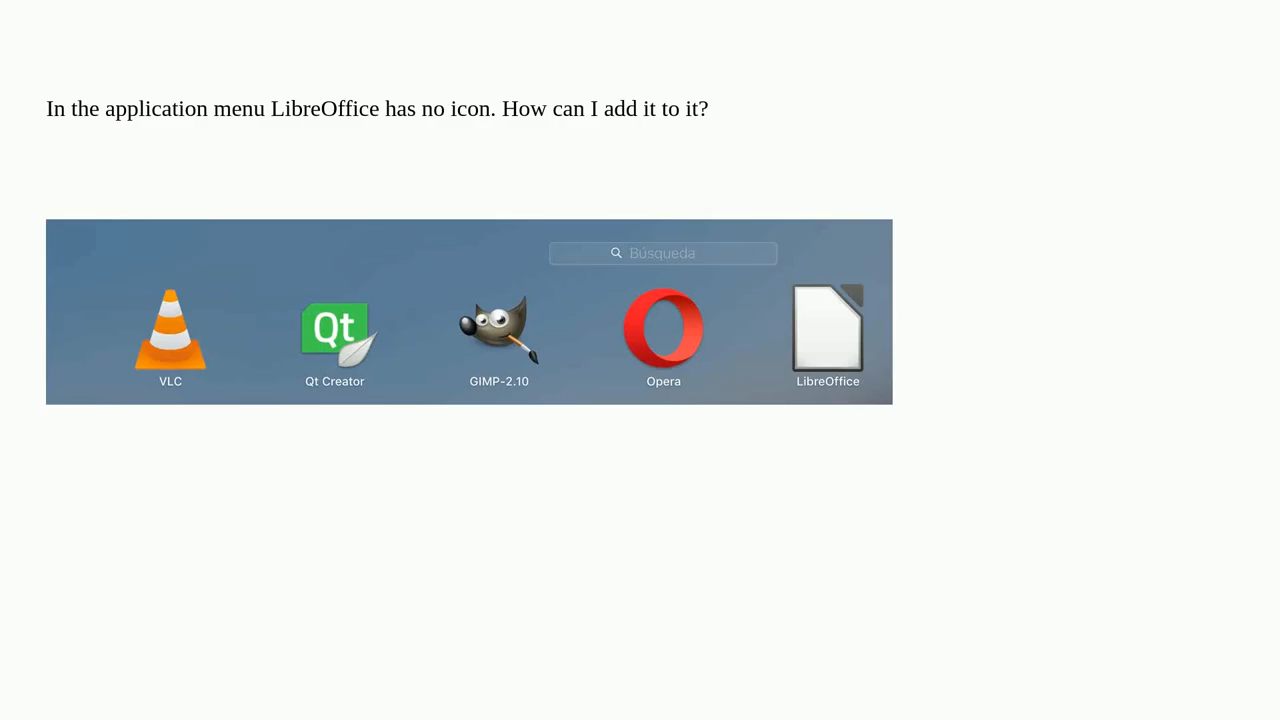 In the application menu LibreOffice has no icon. How can I add it to it?
Búsqueda
Qt
VLC Qt Creator GIMP-2.10 Opera LibreOffice